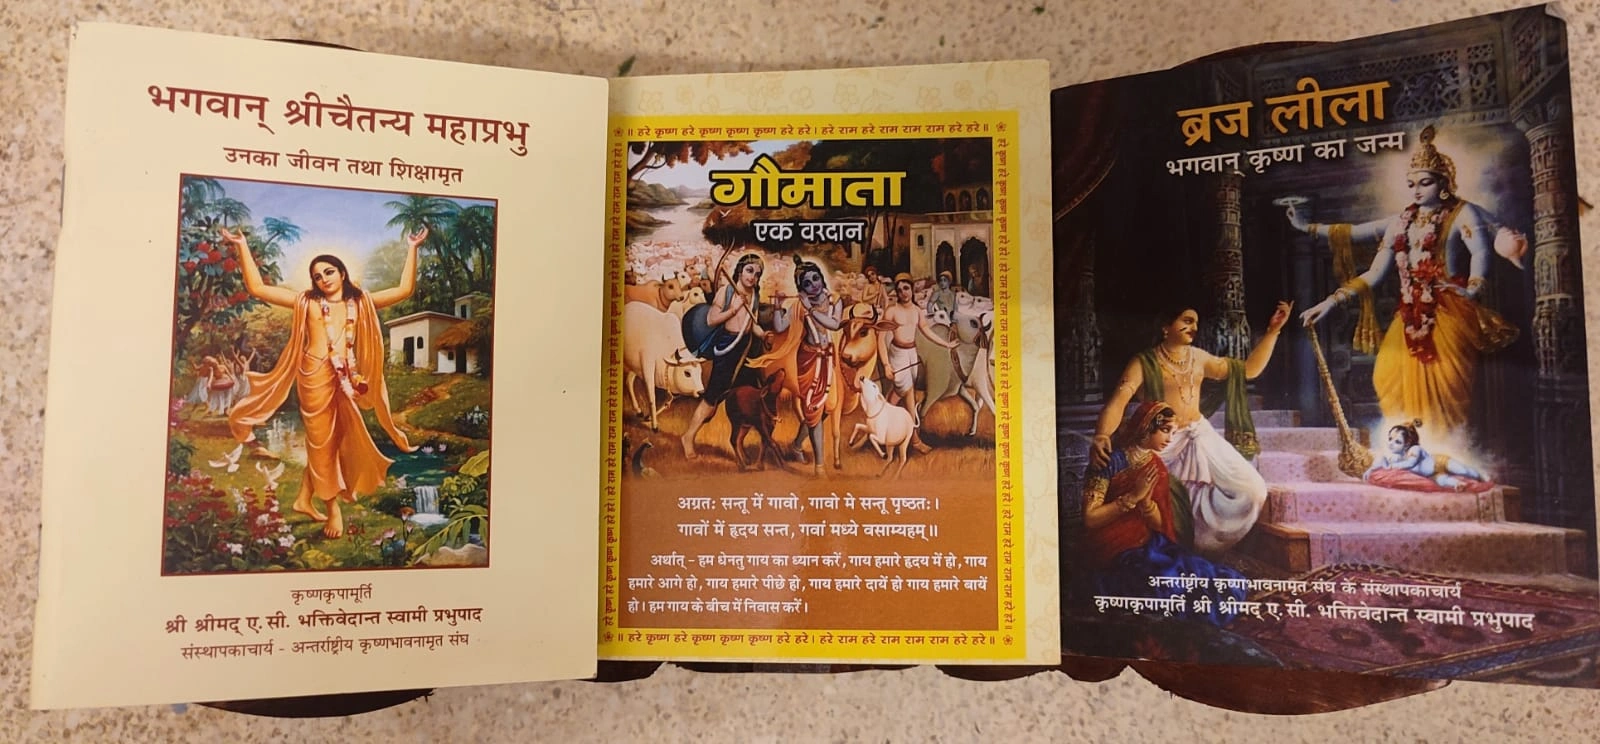 भगवान् श्रीचैतन्य महाप्रभु
उनका जीवन तथा शिक्षामृत
कृष्णकृपामूर्ति
श्री श्रीमद् ए. सी. भक्तिवेदान्त स्वामी प्रभुपाद
संस्थापकाचार्य - अन्तर्राष्ट्रीय कृष्णभावनामृत संघ
॥ हरे कृष्ण हरे कृष्ण कृष्ण कृष्ण हरे हरे। हरे राम हरे राम राम राम हरे हरे॥
गौमाता
एक वरदान
अग्रतः सन्तू में गावो, गावो मे सन्तू पृष्ठतः।
गावों में हृदय सन्त, गवां मध्ये वसाम्यहम्॥
अर्थात् - हम धेनतु गाय का ध्यान करें, गाय हमारे हृदय में हो, गाय
हमारे आगे हो, गाय हमारे पीछे हो, गाय हमारे दायें हो गाय हमारे बायें
हो। हम गाय के बीच में निवास करें।
॥ हरे कृष्ण हरे कृष्ण कृष्ण कृष्ण हरे हरे। हरे राम हरे राम राम राम हरे हरे॥
ब्रज लीला
भगवान् कृष्ण का जन्म
अन्तर्राष्ट्रीय कृष्णभावनामृत संघ के संस्थापकाचार्य
कृष्णकृपामूर्ति श्री श्रीमद् ए.सी. भक्तिवेदान्त स्वामी प्रभुपाद